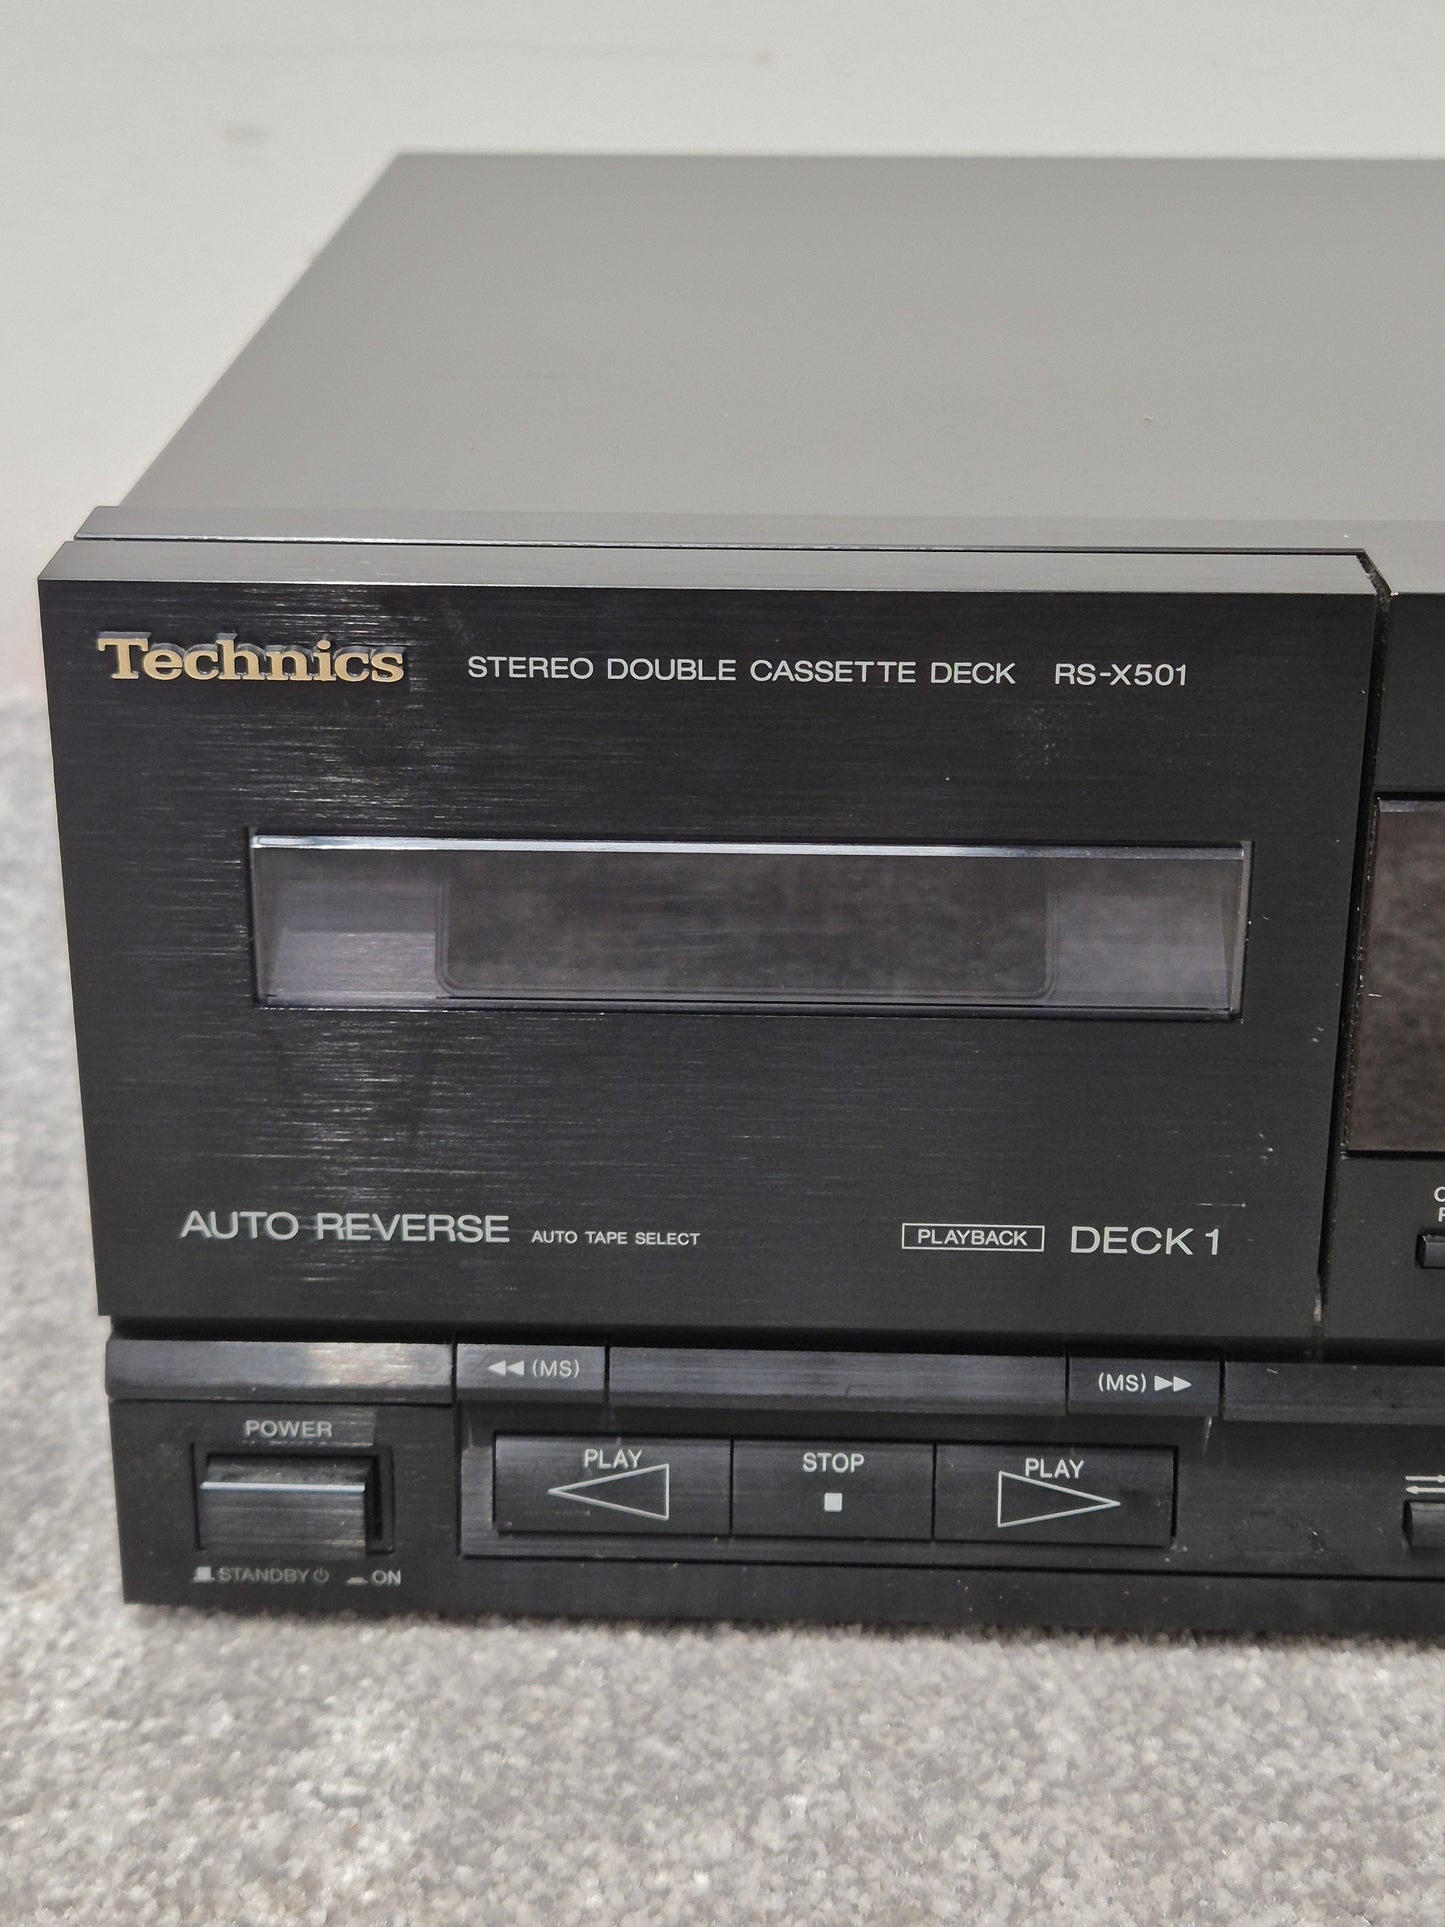 Technics STEREO DOUBLE CASSETTE DECK RS-X501
AUTO REVERSE AUTO TAPE SELECT PLAYBACK DECK 1
◀◀ (MS) (MS) ▶▶
POWER
PLAY STOP PLAY
STANDBY ⏻ ON